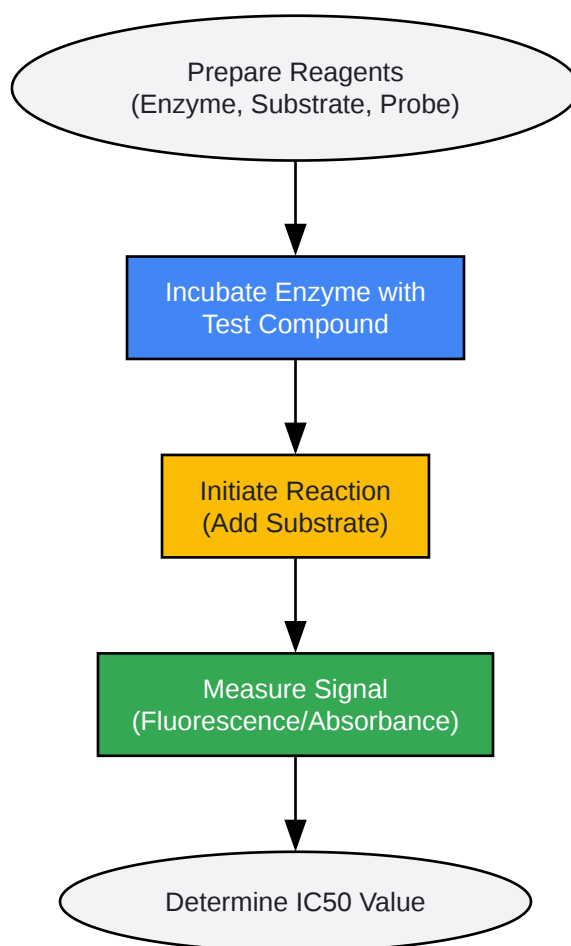 Prepare Reagents
(Enzyme, Substrate, Probe)
Incubate Enzyme with
Test Compound
Initiate Reaction
(Add Substrate)
Measure Signal
(Fluorescence/Absorbance)
Determine IC50 Value